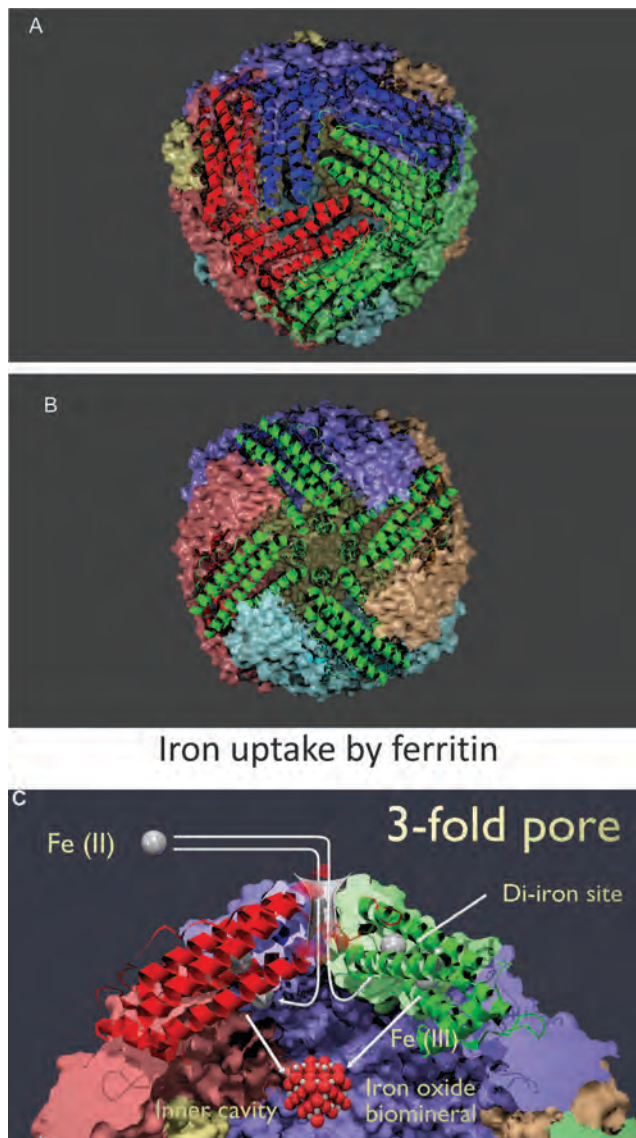 A
B
Iron uptake by ferritin
C
3-fold pore
Fe (II)
Di-iron site
Fe (III)
Inner cavity
Iron oxide
biomineral